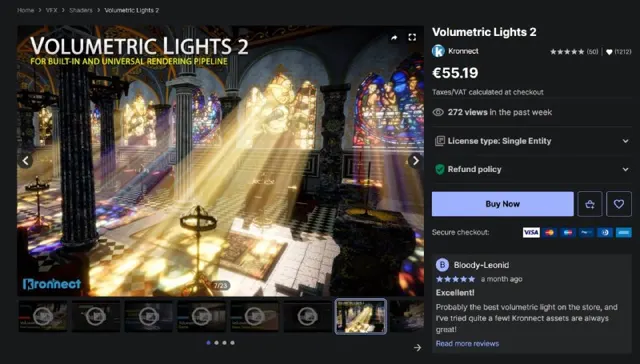 Home > VFX > Shaders > Volumetric Lights 2
VOLUMETRIC LIGHTS 2
FOR BUILT-IN AND UNIVERSAL RENDERING PIPELINE
Kronnect
7/23
Volumetric Lights 2
Kronnect
(50) | (1212)
€55.19
Taxes/VAT calculated at checkout
272 views in the past week
License type: Single Entity
Refund policy
Buy Now
Secure checkout:
VISA
B Bloody-Leonid
a month ago
Excellent!
Probably the best volumetric light on the store, and
I've tried quite a few! Kronnect assets are always
great!
Read more reviews